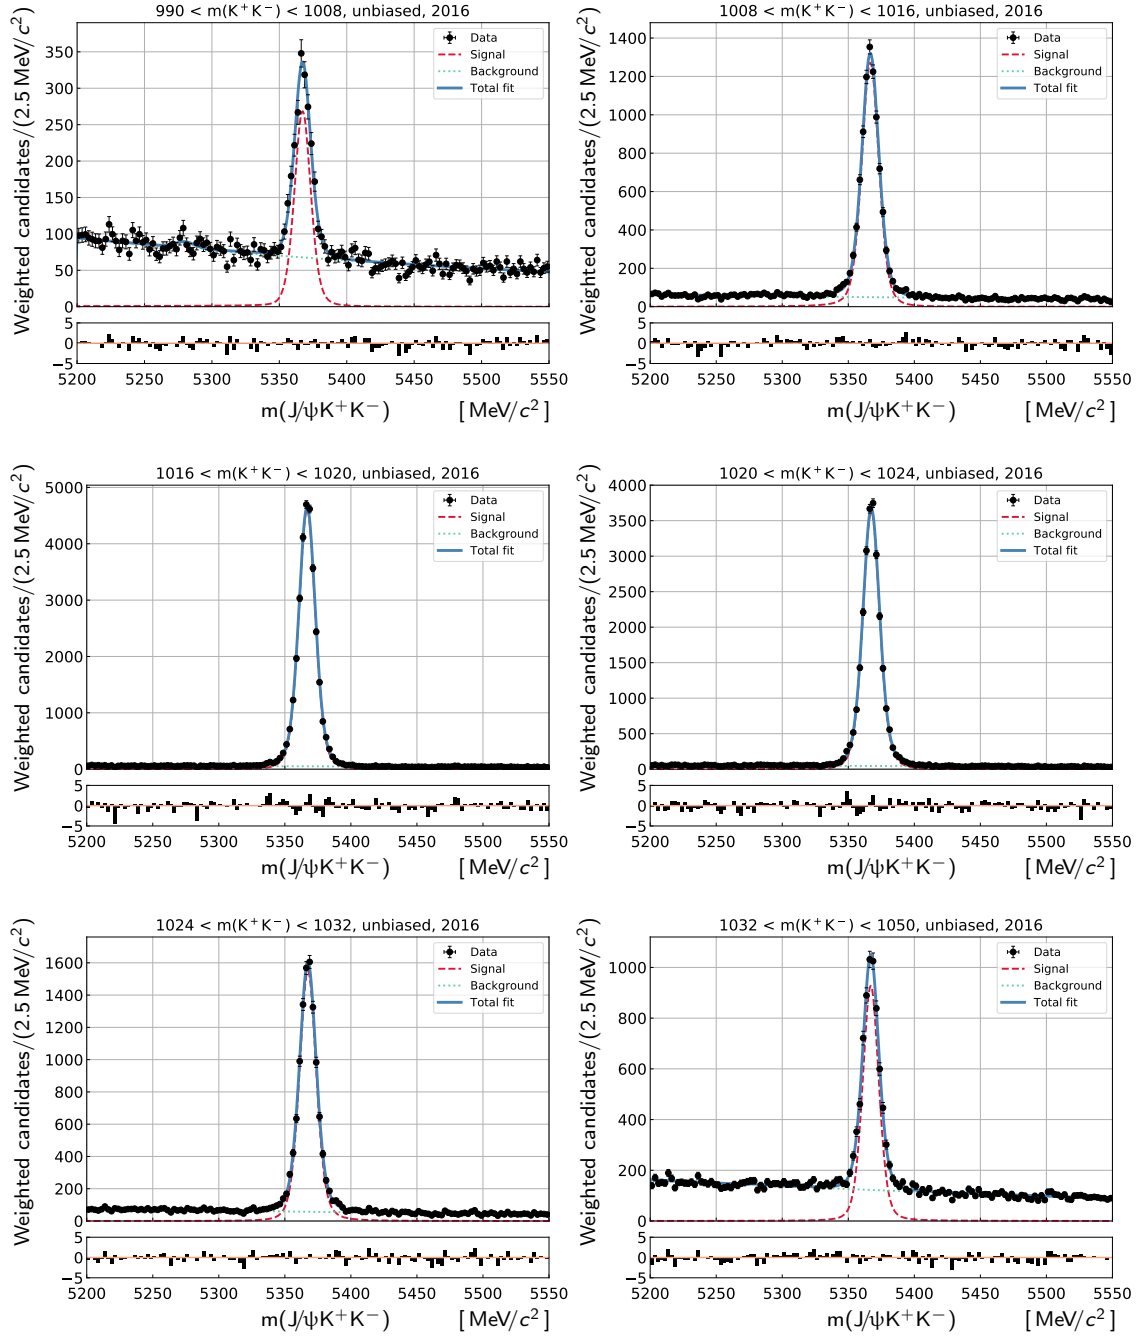 990 < m(K⁺K⁻) < 1008, unbiased, 2016
Weighted candidates/(2.5 MeV/c²)
350
300
250
200
150
100
50
0
Data
Signal
Background
Total fit
5
0
−5
5200 5250 5300 5350 5400 5450 5500 5550
m(J/ψK⁺K⁻) [MeV/c²]
1008 < m(K⁺K⁻) < 1016, unbiased, 2016
Weighted candidates/(2.5 MeV/c²)
1400
1200
1000
800
600
400
200
0
Data
Signal
Background
Total fit
5
0
−5
5200 5250 5300 5350 5400 5450 5500 5550
m(J/ψK⁺K⁻) [MeV/c²]
1016 < m(K⁺K⁻) < 1020, unbiased, 2016
Weighted candidates/(2.5 MeV/c²)
5000
4000
3000
2000
1000
0
Data
Signal
Background
Total fit
5
0
−5
5200 5250 5300 5350 5400 5450 5500 5550
m(J/ψK⁺K⁻) [MeV/c²]
1020 < m(K⁺K⁻) < 1024, unbiased, 2016
Weighted candidates/(2.5 MeV/c²)
4000
3500
3000
2500
2000
1500
1000
500
0
Data
Signal
Background
Total fit
5
0
−5
5200 5250 5300 5350 5400 5450 5500 5550
m(J/ψK⁺K⁻) [MeV/c²]
1024 < m(K⁺K⁻) < 1032, unbiased, 2016
Weighted candidates/(2.5 MeV/c²)
1600
1400
1200
1000
800
600
400
200
0
Data
Signal
Background
Total fit
5
0
−5
5200 5250 5300 5350 5400 5450 5500 5550
m(J/ψK⁺K⁻) [MeV/c²]
1032 < m(K⁺K⁻) < 1050, unbiased, 2016
Weighted candidates/(2.5 MeV/c²)
1000
800
600
400
200
0
Data
Signal
Background
Total fit
5
0
−5
5200 5250 5300 5350 5400 5450 5500 5550
m(J/ψK⁺K⁻) [MeV/c²]